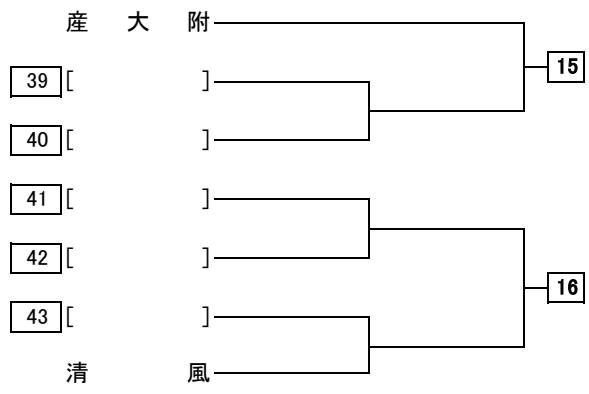 産 大 附
15
39 [ ]
40 [ ]
41 [ ]
42 [ ]
16
43 [ ]
清 風